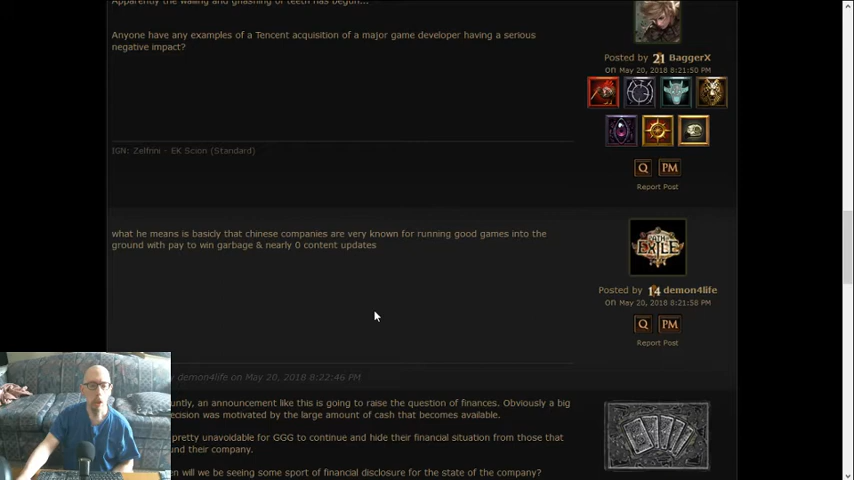 Apparently the wailing and gnashing of teeth has begun...
Anyone have any examples of a Tencent acquisition of a major game developer having a serious
negative impact?
Posted by 21 BaggerX
on May 20, 2018 8:21:50 PM
IGN: Zelfrini - EK Scion (Standard)
Q PM
Report Post
what he means is basicly that chinese companies are very known for running good games into the
ground with pay to win garbage & nearly 0 content updates
PATH OF
EXILE
Posted by 14 demon4life
on May 20, 2018 8:21:58 PM
Q PM
Report Post
demon4life on May 20, 2018 8:22:46 PM
an announcement like this is going to raise the question of finances. Obviously a big
was motivated by the large amount of cash that becomes available.
pretty unavoidable for GGG to continue and hide their financial situation from those that
their company.
will we be seeing some sport of financial disclosure for the state of the company?